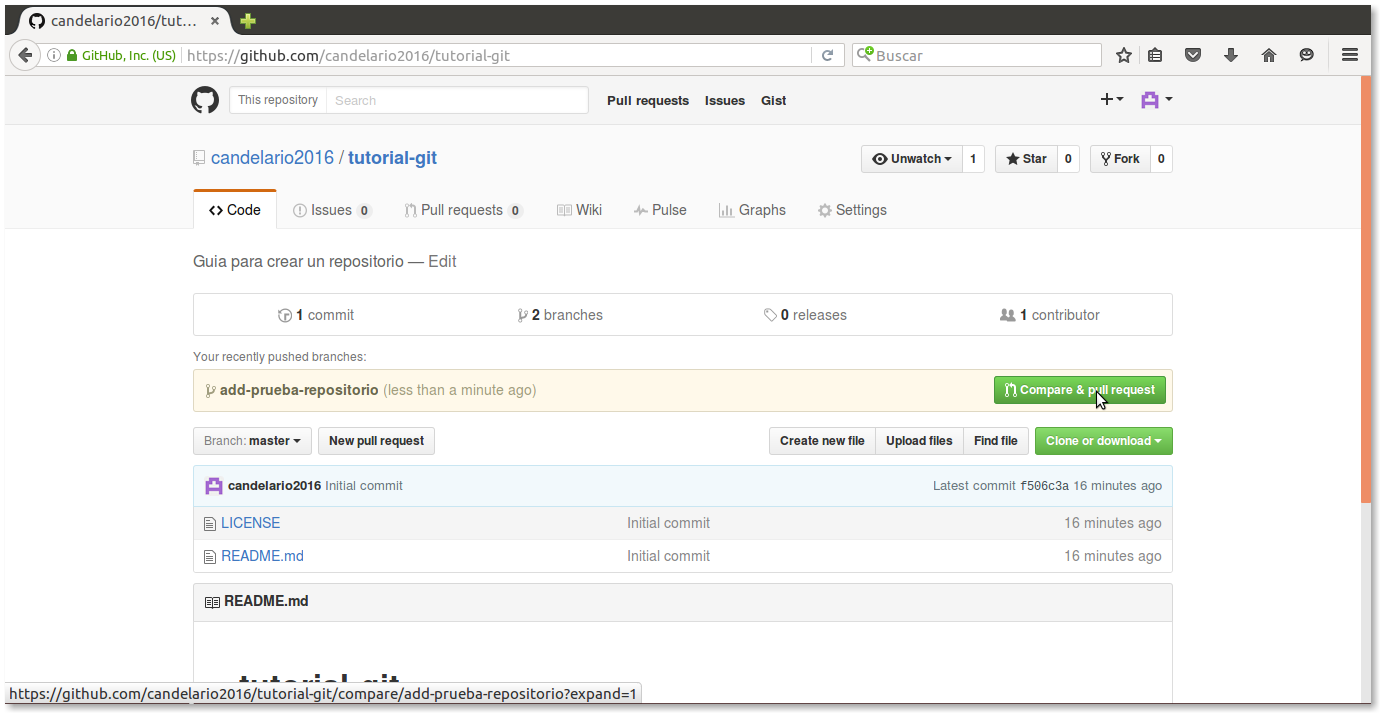 candelario2016/tut...
GitHub, Inc. (US) https://github.com/candelario2016/tutorial-git Buscar
This repository Search Pull requests Issues Gist
candelario2016 / tutorial-git Unwatch 1 Star 0 Fork 0
Code Issues 0 Pull requests 0 Wiki Pulse Graphs Settings
Guia para crear un repositorio — Edit
1 commit 2 branches 0 releases 1 contributor
Your recently pushed branches:
add-prueba-repositorio (less than a minute ago) Compare & pull request
Branch: master New pull request Create new file Upload files Find file Clone or download
candelario2016 Initial commit Latest commit f506c3a 16 minutes ago
LICENSE Initial commit 16 minutes ago
README.md Initial commit 16 minutes ago
README.md
tutorial-git
https://github.com/candelario2016/tutorial-git/compare/add-prueba-repositorio?expand=1